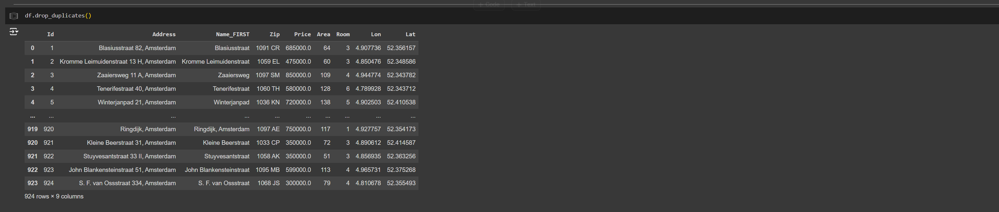 + Code + Text
df.drop_duplicates()
Id Address Name_FIRST Zip Price Area Room Lon Lat
0 1 Blasiusstraat 82, Amsterdam Blasiusstraat 1091 CR 685000.0 64 3 4.907736 52.356157
1 2 Kromme Leimuidenstraat 13 H, Amsterdam Kromme Leimuidenstraat 1059 EL 475000.0 60 3 4.850476 52.348586
2 3 Zaaiersweg 11 A, Amsterdam Zaaiersweg 1097 SM 850000.0 109 4 4.944774 52.343782
3 4 Tenerifestraat 40, Amsterdam Tenerifestraat 1060 TH 580000.0 128 6 4.789928 52.343712
4 5 Winterjanpad 21, Amsterdam Winterjanpad 1036 KN 720000.0 138 5 4.902503 52.410538
... ... ... ... ... ... ... ... ... ...
919 920 Ringdijk, Amsterdam Ringdijk, Amsterdam 1097 AE 750000.0 117 1 4.927757 52.354173
920 921 Kleine Beerstraat 31, Amsterdam Kleine Beerstraat 1033 CP 350000.0 72 3 4.890612 52.414587
921 922 Stuyvesantstraat 33 II, Amsterdam Stuyvesantstraat 1058 AK 350000.0 51 3 4.856935 52.363256
922 923 John Blankensteinstraat 51, Amsterdam John Blankensteinstraat 1095 MB 599000.0 113 4 4.965731 52.375268
923 924 S. F. van Ossstraat 334, Amsterdam S. F. van Ossstraat 1068 JS 300000.0 79 4 4.810678 52.355493
924 rows × 9 columns